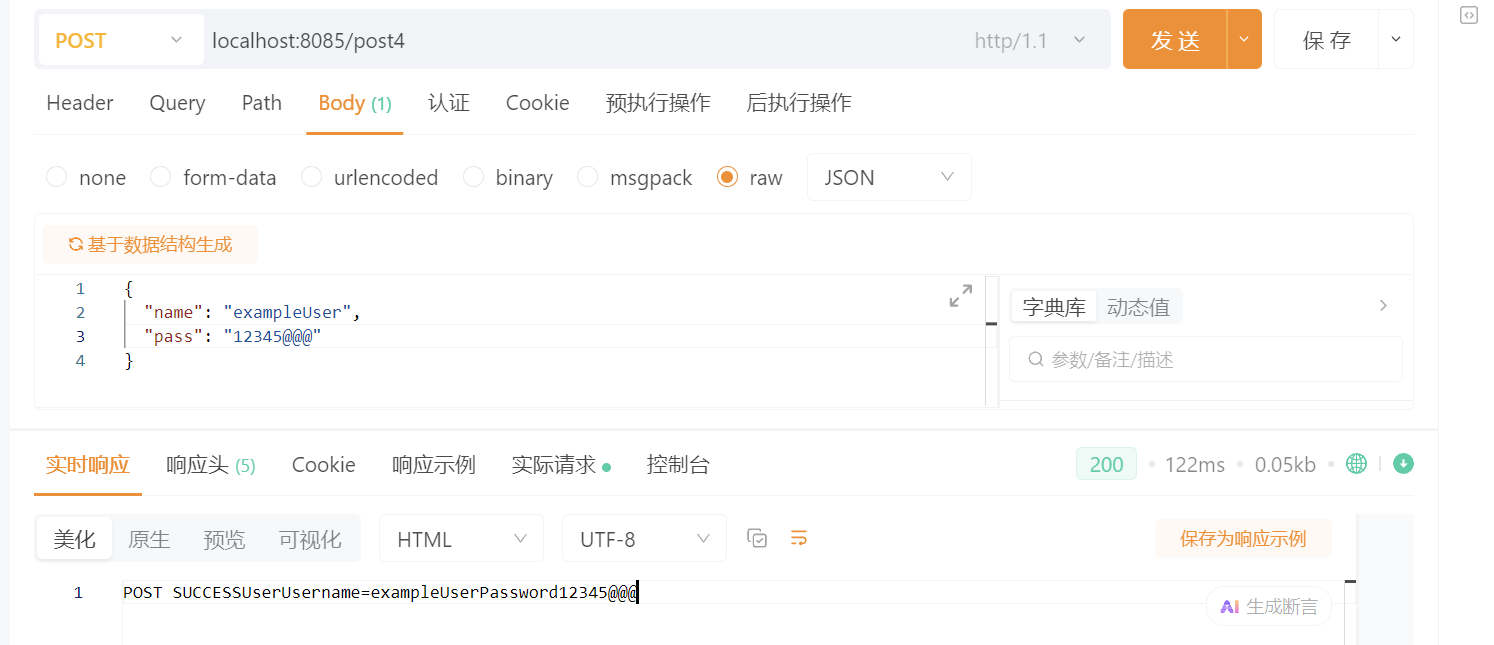 POST localhost:8085/post4 http/1.1 发送 保存
Header Query Path Body (1) 认证 Cookie 预执行操作 后执行操作
none form-data urlencoded binary msgpack raw JSON
基于数据结构生成
1 {
2 "name": "exampleUser",
3 "pass": "12345@@@"
4 }
字典库 动态值
参数/备注/描述
实时响应 响应头 (5) Cookie 响应示例 实际请求 控制台 200 122ms 0.05kb
美化 原生 预览 可视化 HTML UTF-8 保存为响应示例
1 POST SUCCESSUserUsername=exampleUserPassword12345@@@
AI 生成断言